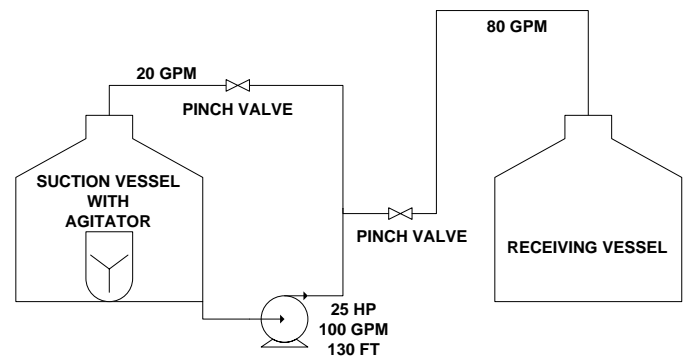 80 GPM
20 GPM
PINCH VALVE
SUCTION VESSEL
WITH
AGITATOR
PINCH VALVE
RECEIVING VESSEL
25 HP
100 GPM
130 FT